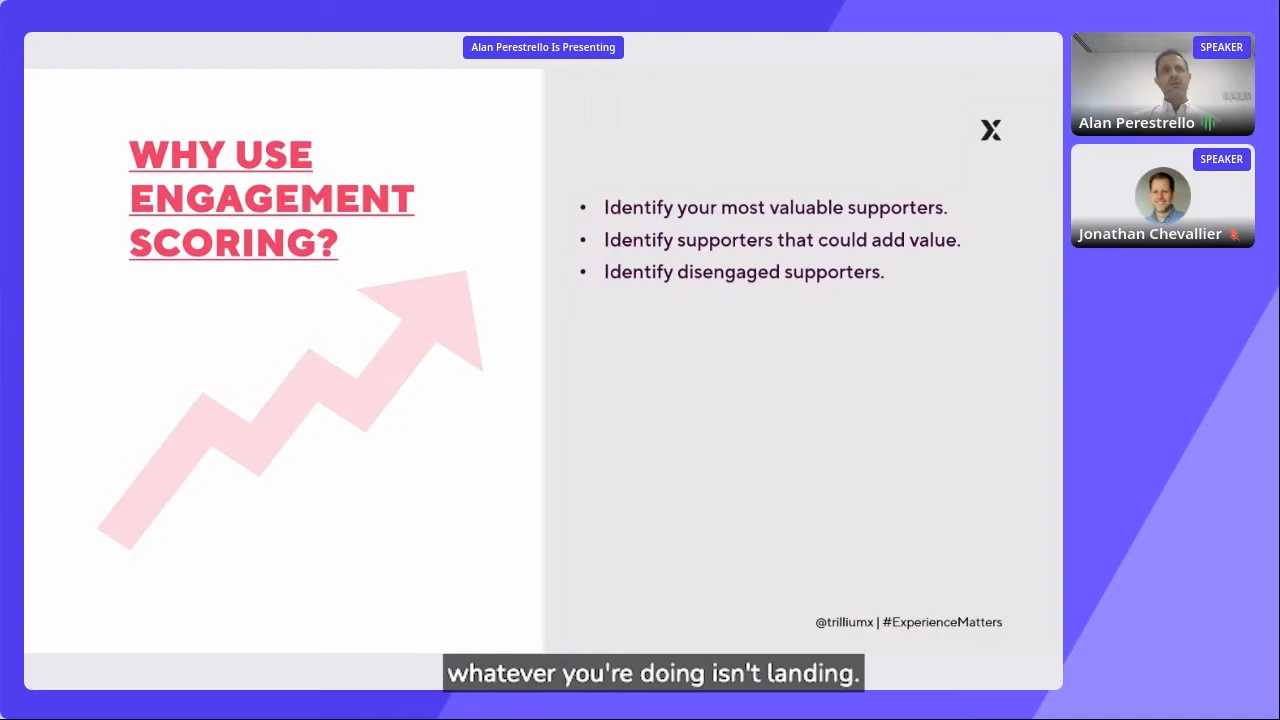 Alan Perestrello Is Presenting
WHY USE
ENGAGEMENT
SCORING?
• Identify your most valuable supporters.
• Identify supporters that could add value.
• Identify disengaged supporters.
@trilliumx | #ExperienceMatters
whatever you're doing isn't landing.
SPEAKER
Alan Perestrello
SPEAKER
Jonathan Chevallier